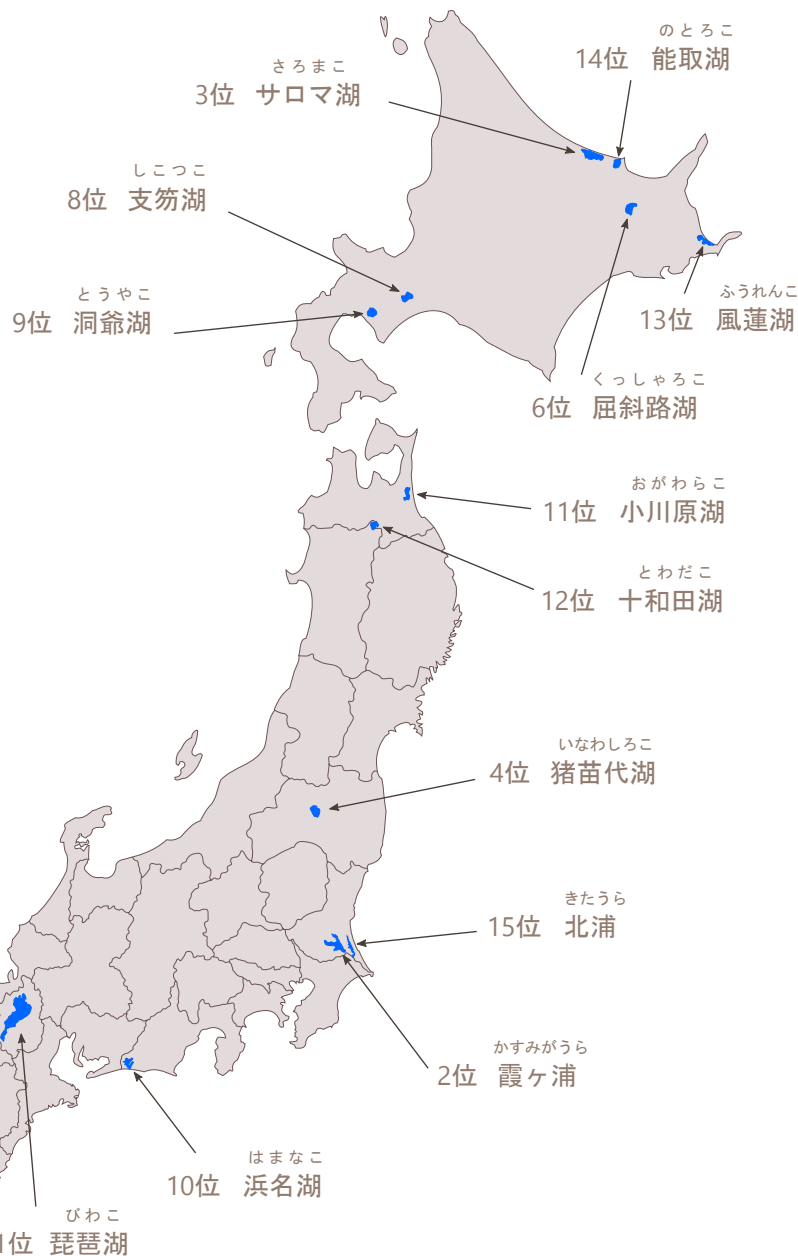 のとろこ
14位 能取湖
さろまこ
3位 サロマ湖
しこつこ
8位 支笏湖
とうやこ
9位 洞爺湖
ふうれんこ
13位 風蓮湖
くっしゃろこ
6位 屈斜路湖
おがわらこ
11位 小川原湖
とわだこ
12位 十和田湖
いなわしろこ
4位 猪苗代湖
きたうら
15位 北浦
かすみがうら
2位 霞ヶ浦
はまなこ
10位 浜名湖
びわこ
1位 琵琶湖